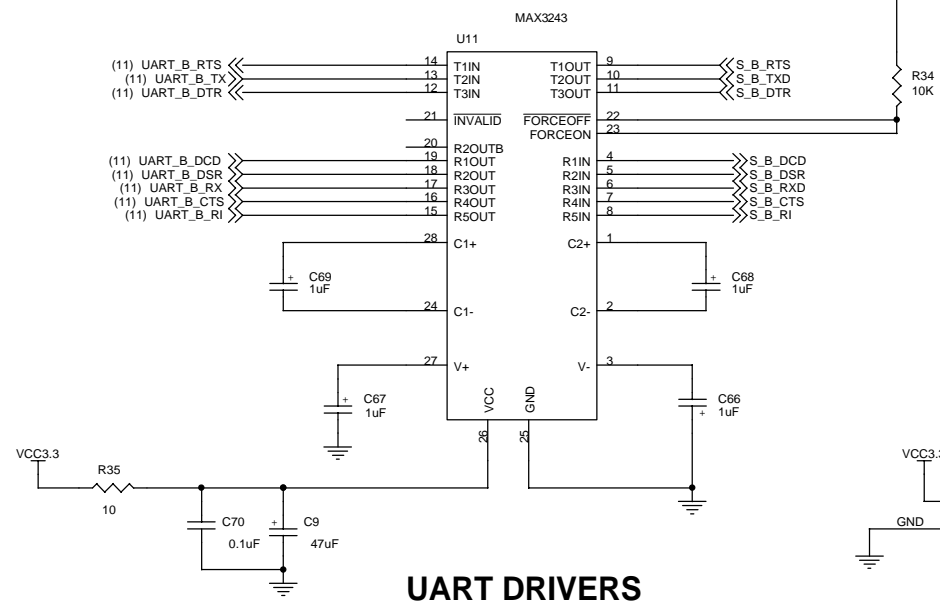 MAX3243
U11
(11) UART_B_RTS 14 T1IN T1OUT 9 S_B_RTS
(11) UART_B_TX 13 T2IN T2OUT 10 S_B_TXD
(11) UART_B_DTR 12 T3IN T3OUT 11 S_B_DTR
R34
10K
21 INVALID FORCEOFF 22
FORCEON 23
20 R2OUTB
(11) UART_B_DCD 19 R1OUT R1IN 4 S_B_DCD
(11) UART_B_DSR 18 R2OUT R2IN 5 S_B_DSR
(11) UART_B_RX 17 R3OUT R3IN 6 S_B_RXD
(11) UART_B_CTS 16 R4OUT R4IN 7 S_B_CTS
(11) UART_B_RI 15 R5OUT R5IN 8 S_B_RI
28 C1+ C2+ 1
+ C69 + C68
1uF 1uF
24 C1- C2- 2
27 V+ V- 3
+ C67 C66
1uF + 1uF
VCC GND
26 25
VCC3.3 VCC3.3
R35
10
C70 + C9
0.1uF 47uF
GND
UART DRIVERS